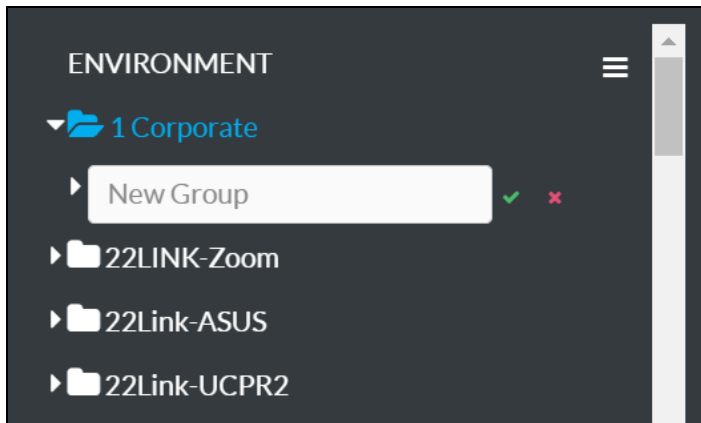 ENVIRONMENT
1 Corporate
New Group
22LINK-Zoom
22Link-ASUS
22Link-UCPR2